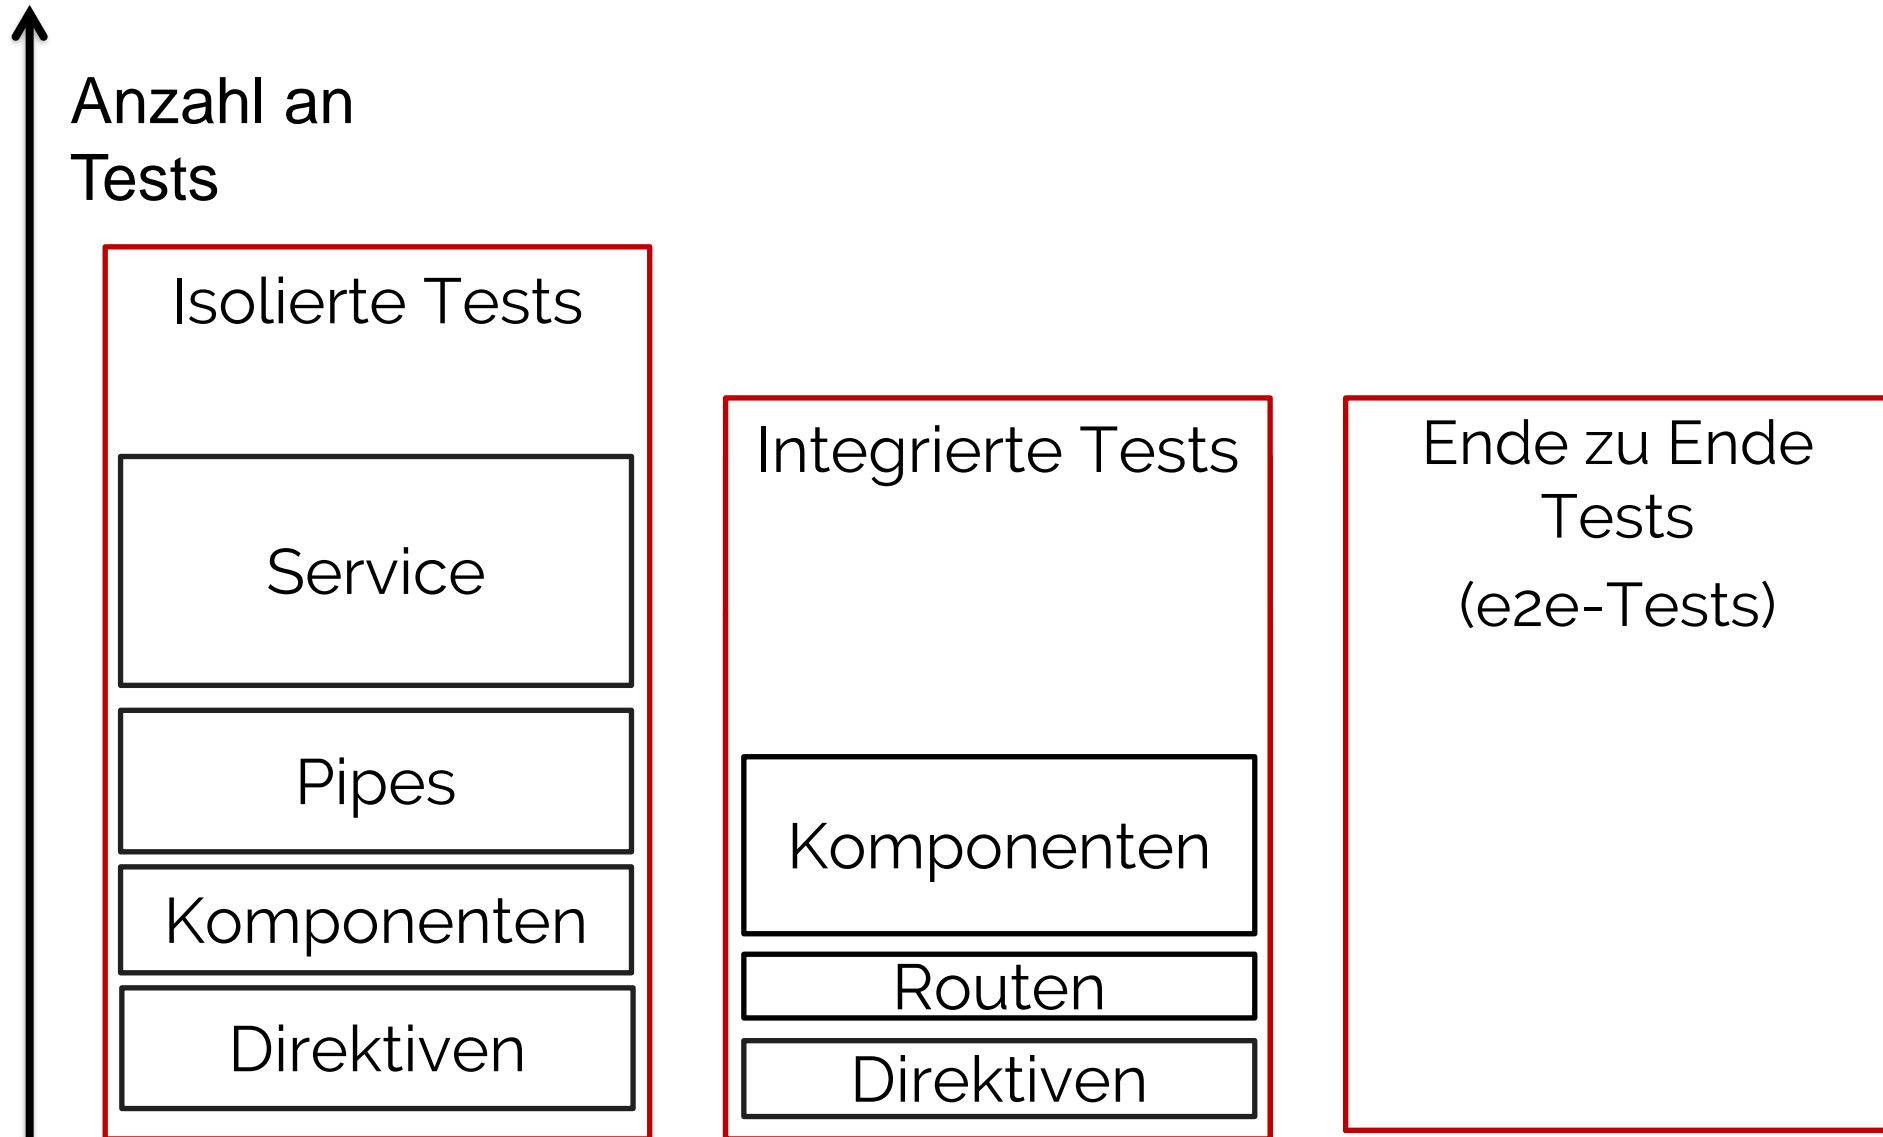 Anzahl an
Tests
Isolierte Tests
Service
Pipes
Komponenten
Direktiven
Integrierte Tests
Komponenten
Routen
Direktiven
Ende zu Ende
Tests
(e2e-Tests)